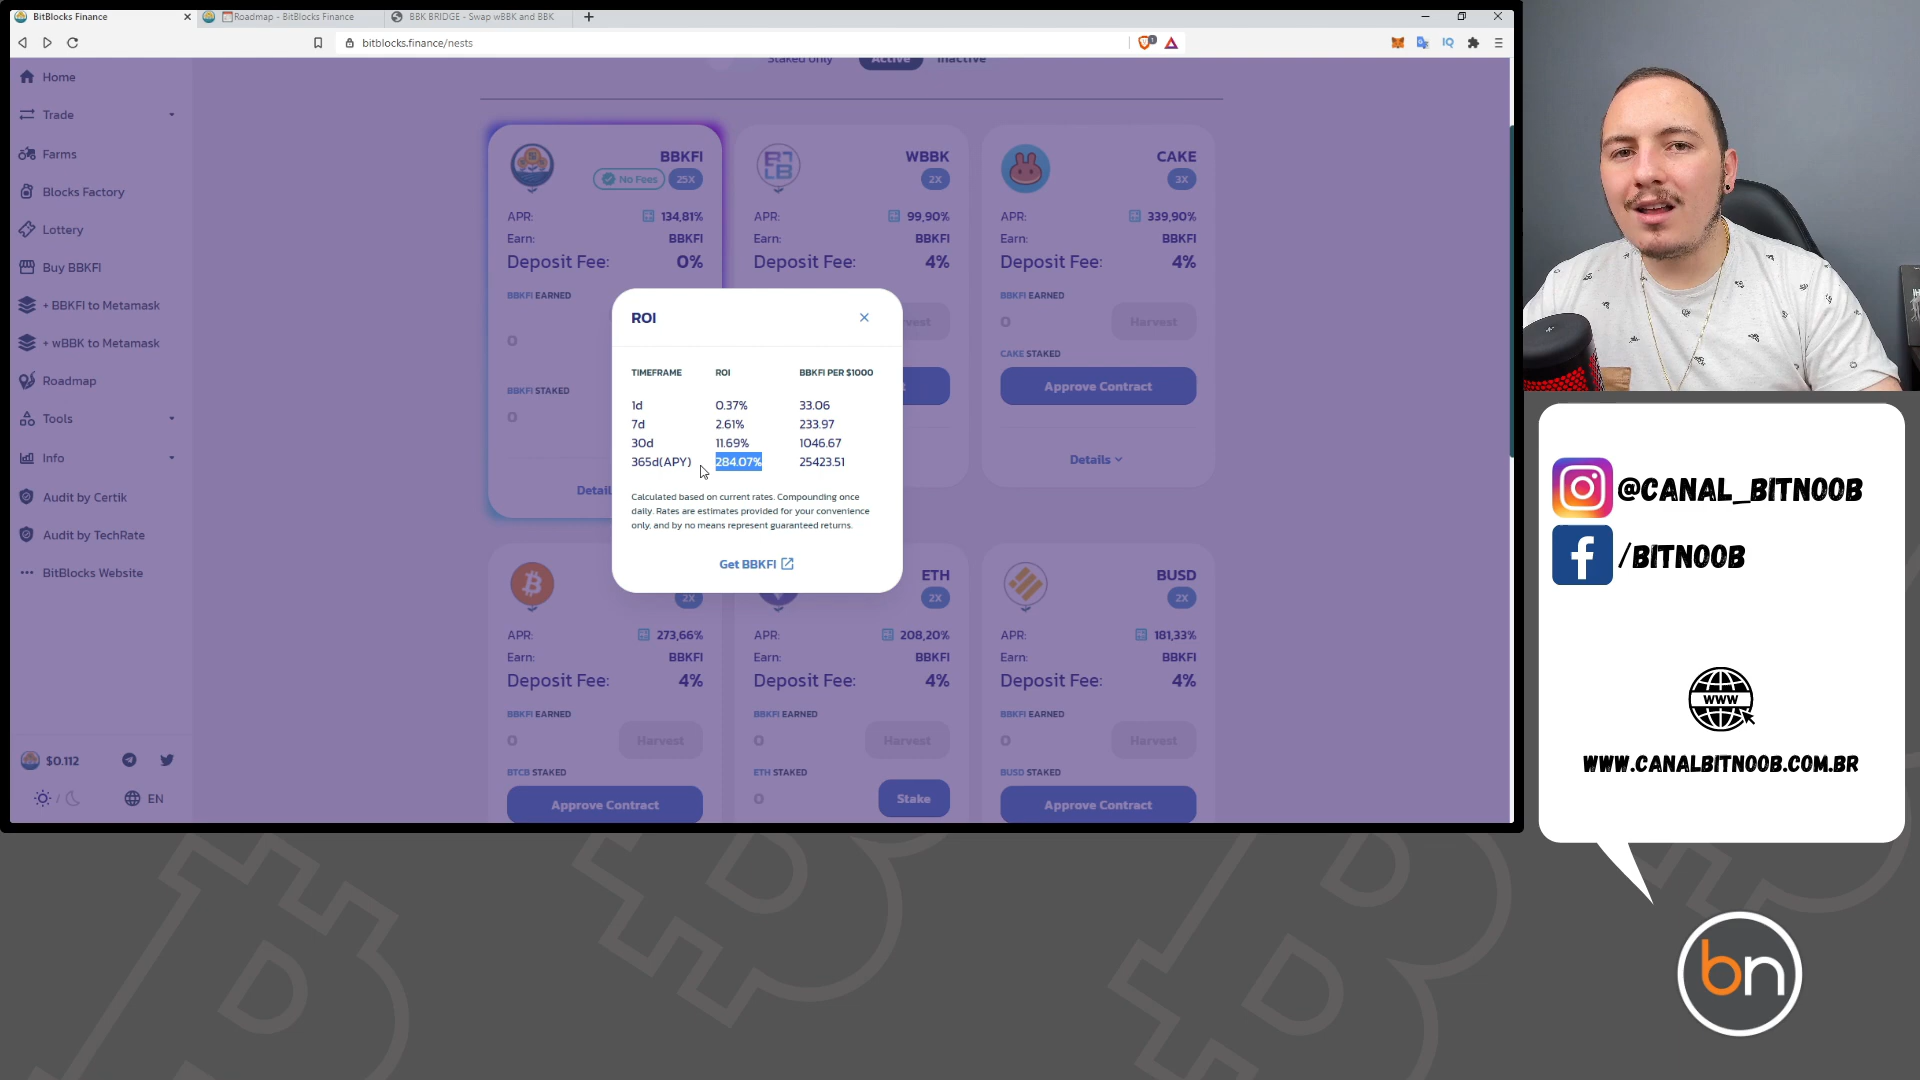 BitBlocks Finance
Roadmap - BitBlocks Finance
BBK BRIDGE - Swap wBBK and BBK
bitblocks.finance/nests
Home
Trade
Farms
Blocks Factory
Lottery
Buy BBKFI
+ BBKFI to Metamask
+ wBBK to Metamask
Roadmap
Tools
Info
Audit by Certik
Audit by TechRate
BitBlocks Website
$0.112
EN
Staked only
Active
Inactive
BBKFI
No Fees
25X
APR:
134,81%
Earn:
BBKFI
Deposit Fee:
0%
BBKFI EARNED
0
BBKFI STAKED
0
WBBK
2X
APR:
99,90%
Earn:
BBKFI
Deposit Fee:
4%
CAKE
3X
APR:
339,90%
Earn:
BBKFI
Deposit Fee:
4%
BBKFI EARNED
0
Harvest
CAKE STAKED
Approve Contract
Details
ROI
TIMEFRAME ROI BBKFI PER $1000
1d 0.37% 33.06
7d 2.61% 233.97
30d 11.69% 1046.67
365d(APY) 284.07% 25423.51
Calculated based on current rates. Compounding once
daily. Rates are estimates provided for your convenience
only, and by no means represent guaranteed returns.
Get BBKFI
2X
APR:
273,66%
Earn:
BBKFI
Deposit Fee:
4%
BBKFI EARNED
0
Harvest
BTCB STAKED
Approve Contract
ETH
2X
APR:
208,20%
Earn:
BBKFI
Deposit Fee:
4%
BBKFI EARNED
0
Harvest
ETH STAKED
0
Stake
BUSD
2X
APR:
181,33%
Earn:
BBKFI
Deposit Fee:
4%
BBKFI EARNED
0
Harvest
BUSD STAKED
Approve Contract
@CANAL_BITNOOB
/BITNOOB
WWW
WWW.CANALBITNOOB.COM.BR
bn